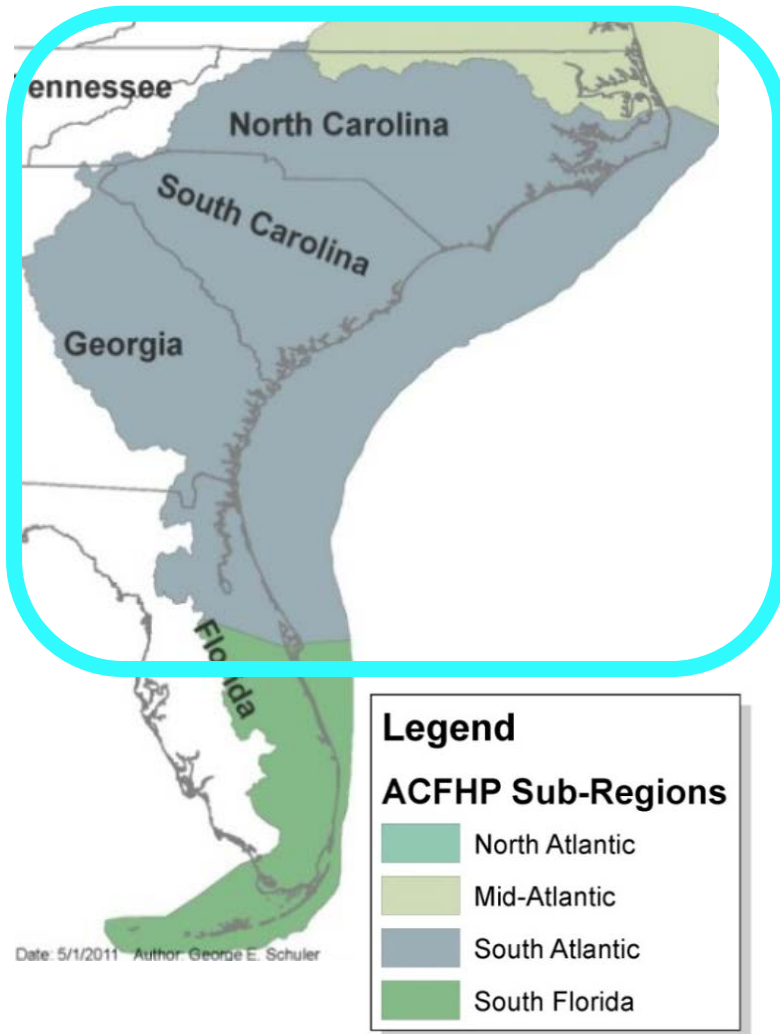 ennessee
North Carolina
South Carolina
Georgia
Florida
Legend
ACFHP Sub-Regions
North Atlantic
Mid-Atlantic
South Atlantic
South Florida
Date: 5/1/2011 Author: George E. Schuler